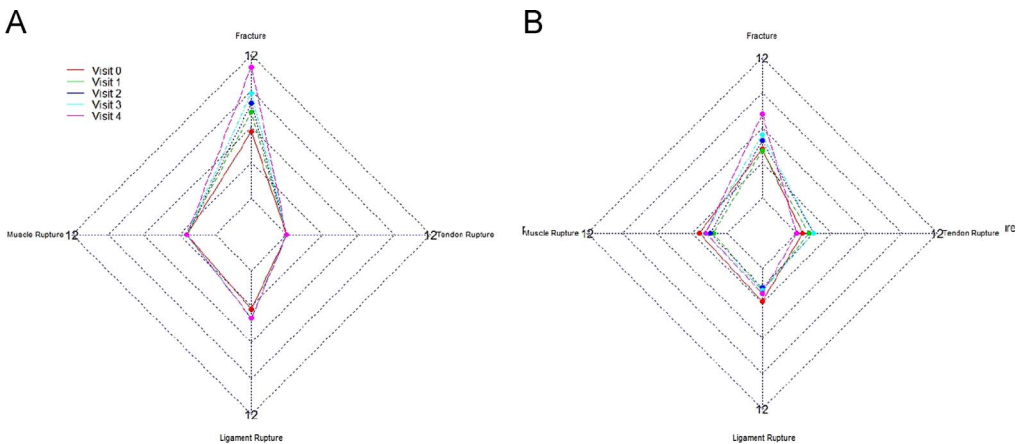 A
B
Fracture
12
Visit 0
Visit 1
Visit 2
Visit 3
Visit 4
Muscle Rupture
12
12
Tendon Rupture
12
Ligament Rupture
Fracture
12
Muscle Rupture
12
12
Tendon Rupture
ire
12
Ligament Rupture